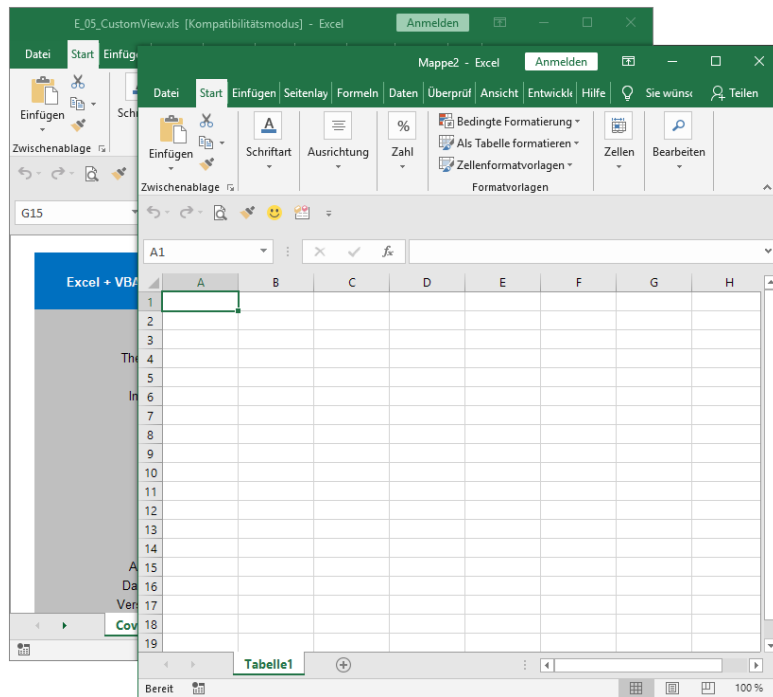 E_05_CustomView.xls [Kompatibilitätsmodus] - Excel Anmelden
Datei Start Einfüg
Einfügen
Zwischenablage
Schri
G15
Excel + VBA
The
In
A
Da
Vers
Cov
Mappe2 - Excel Anmelden
Datei Start Einfügen Seitenlay Formeln Daten Überprüf Ansicht Entwickle Hilfe Sie wünsc Teilen
Einfügen
Zwischenablage
A Schriftart
Ausrichtung
% Zahl
Bedingte Formatierung
Als Tabelle formatieren
Zellenformatvorlagen
Formatvorlagen
Zellen
Bearbeiten
A1 fx
A B C D E F G H
1
2
3
4
5
6
7
8
9
10
11
12
13
14
15
16
17
18
19
Tabelle1
Bereit 100 %